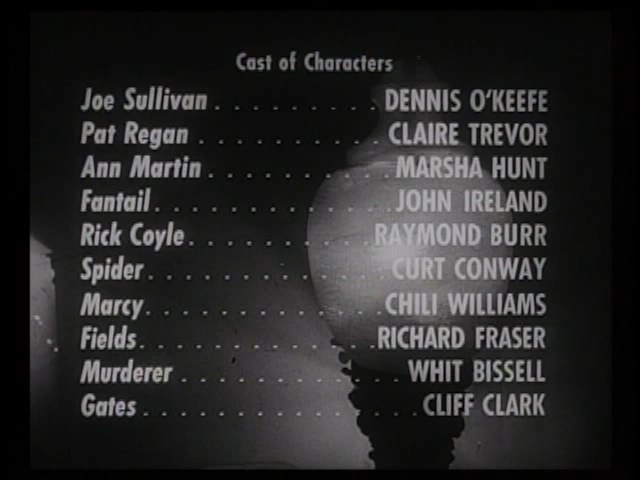 Cast of Characters
Joe Sullivan . . . . . . . . . DENNIS O'KEEFE
Pat Regan . . . . . . . . . . CLAIRE TREVOR
Ann Martin . . . . . . . . . . MARSHA HUNT
Fantail . . . . . . . . . . . . . JOHN IRELAND
Rick Coyle . . . . . . . . . . RAYMOND BURR
Spider . . . . . . . . . . . . . CURT CONWAY
Marcy . . . . . . . . . . . . . CHILI WILLIAMS
Fields . . . . . . . . . . . . . RICHARD FRASER
Murderer . . . . . . . . . . . . WHIT BISSELL
Gates . . . . . . . . . . . . . . CLIFF CLARK